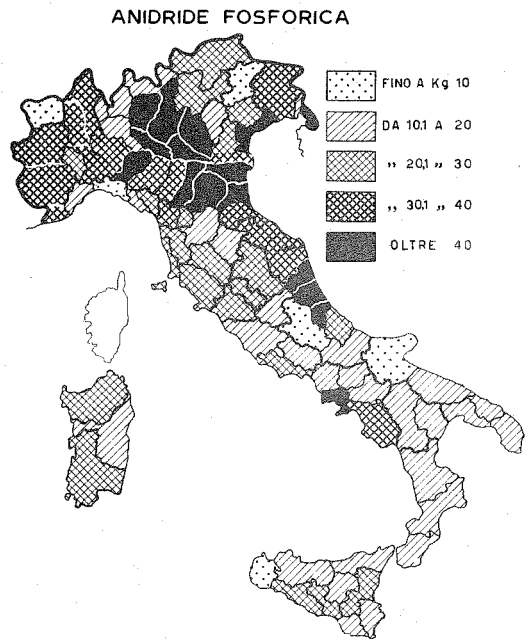 ANIDRIDE FOSFORICA
FINO A Kg 10
DA 10,1 A 20
„ 20,1 „ 30
„ 30,1 „ 40
OLTRE 40